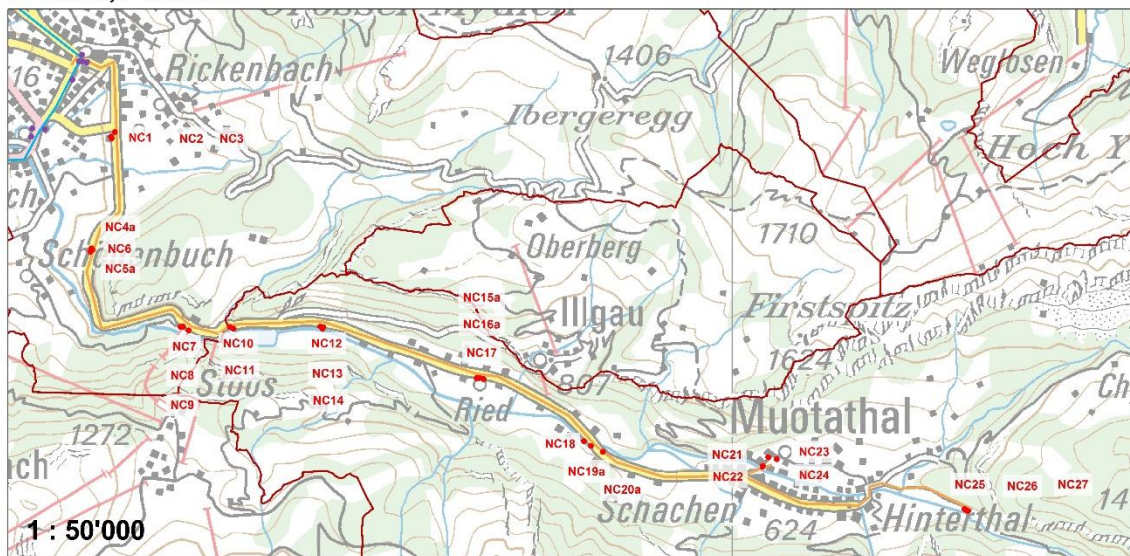 Rickenbach
1406
Weglosen
16
Ibergeregg
NC1
NC2
NC3
Hoch Y
ch
NC4a
NC6
NC5a
Oberberg
1710
NC15a
NC16a
NC17
Illgau
Firstspitz
1624
NC7
NC10
NC12
NC8
NC11
NC13
NC9
NC14
Ried
807
Ch
1272
Muotathal
NC18
NC19a
NC20a
NC21
NC22
NC23
NC24
NC25
NC26
NC27
14
ach
Schachen
624
Hinterthal
1 : 50'000